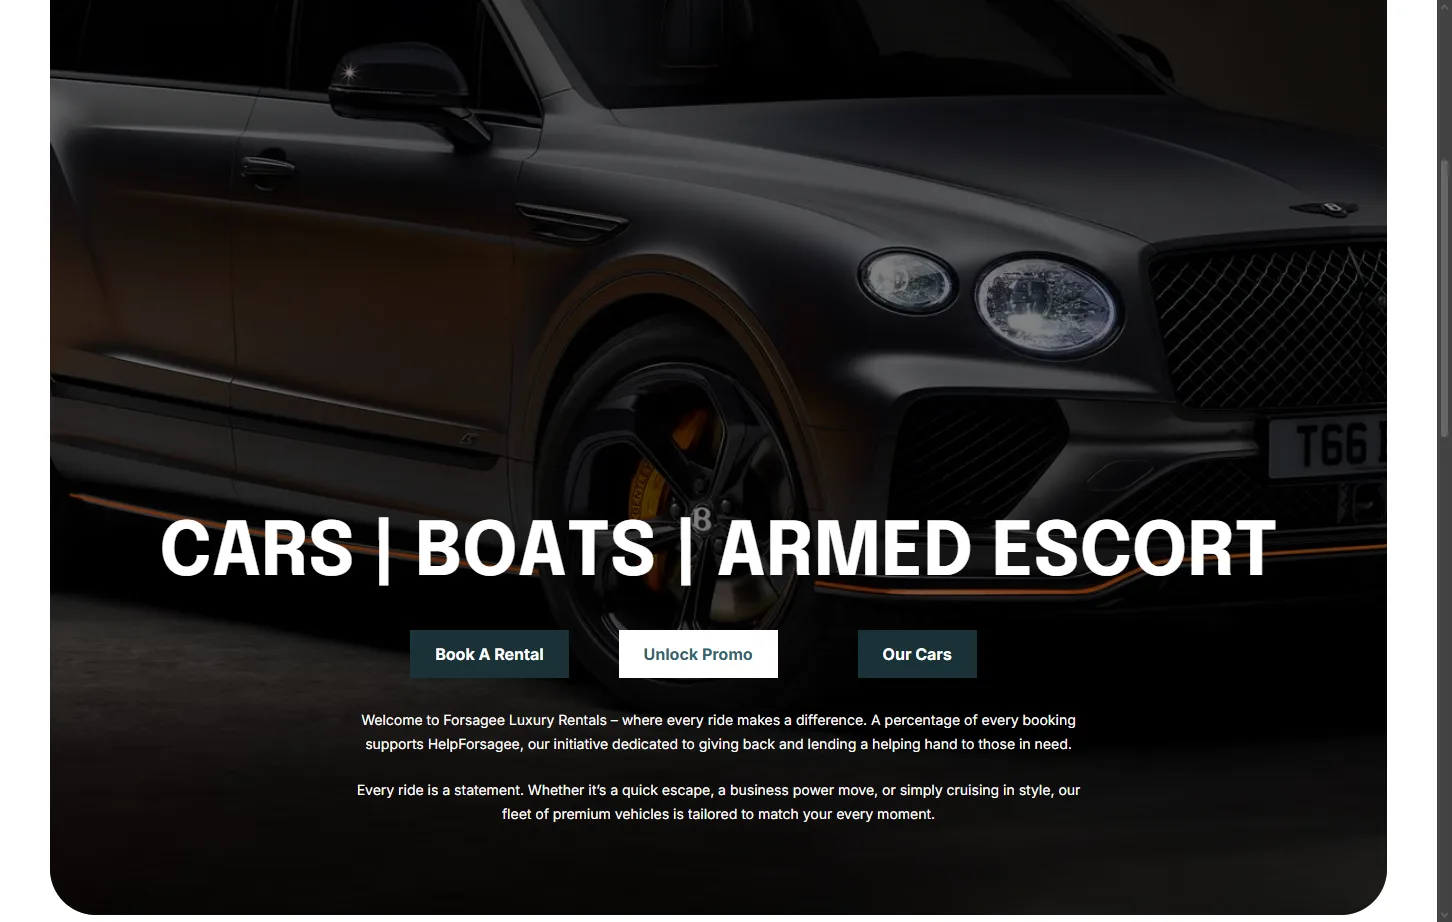 T66
CARS | BOATS | ARMED ESCORT
Book A Rental
Unlock Promo
Our Cars
Welcome to Forsagee Luxury Rentals – where every ride makes a difference. A percentage of every booking
supports HelpForsagee, our initiative dedicated to giving back and lending a helping hand to those in need.
Every ride is a statement. Whether it’s a quick escape, a business power move, or simply cruising in style, our
fleet of premium vehicles is tailored to match your every moment.